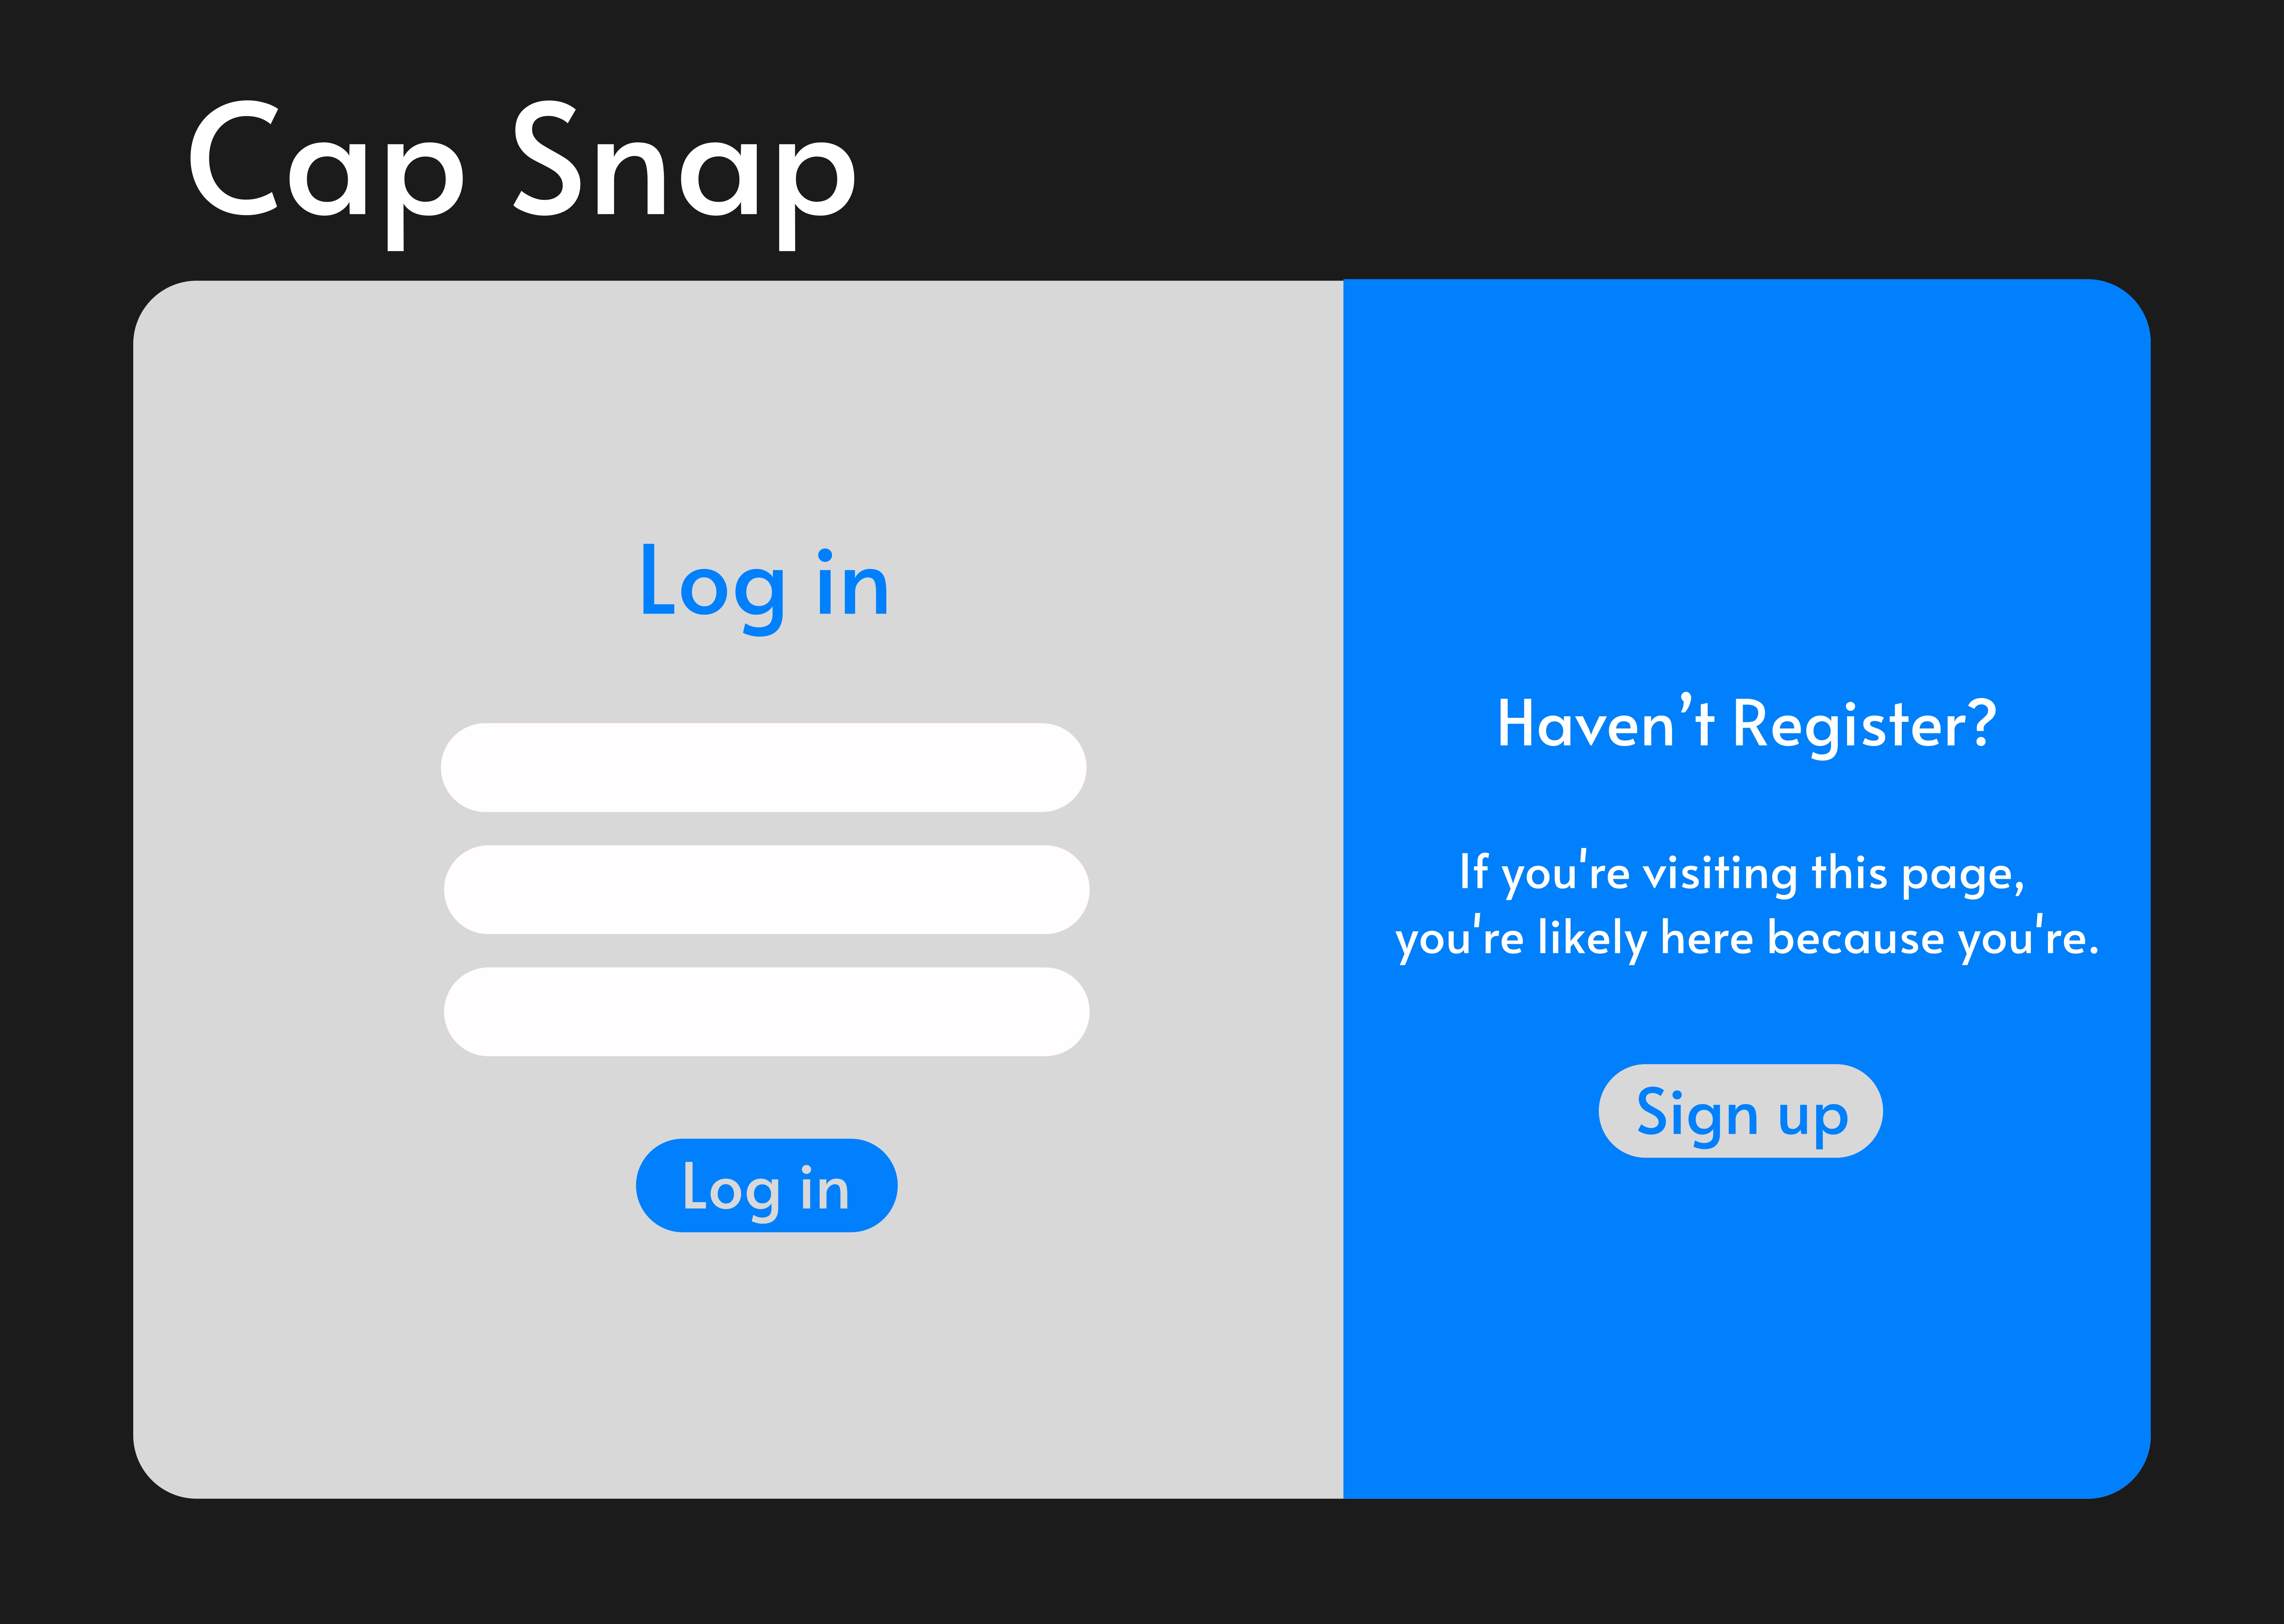 Cap Snap
Log in
Log in
Haven’t Register?
If you're visiting this page,
you're likely here because you're.
Sign up